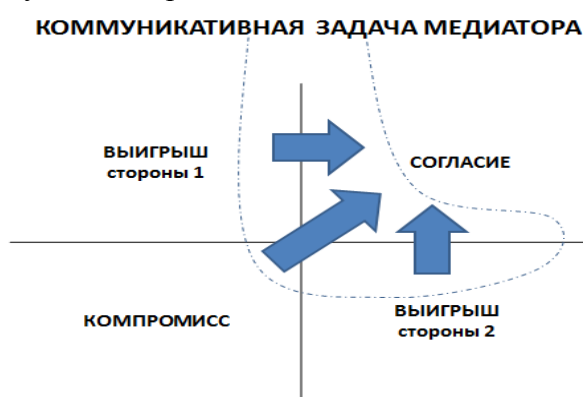 КОММУНИКАТИВНАЯ ЗАДАЧА МЕДИАТОРА
ВЫИГРЫШ
стороны 1
СОГЛАСИЕ
КОМПРОМИСС
ВЫИГРЫШ
стороны 2